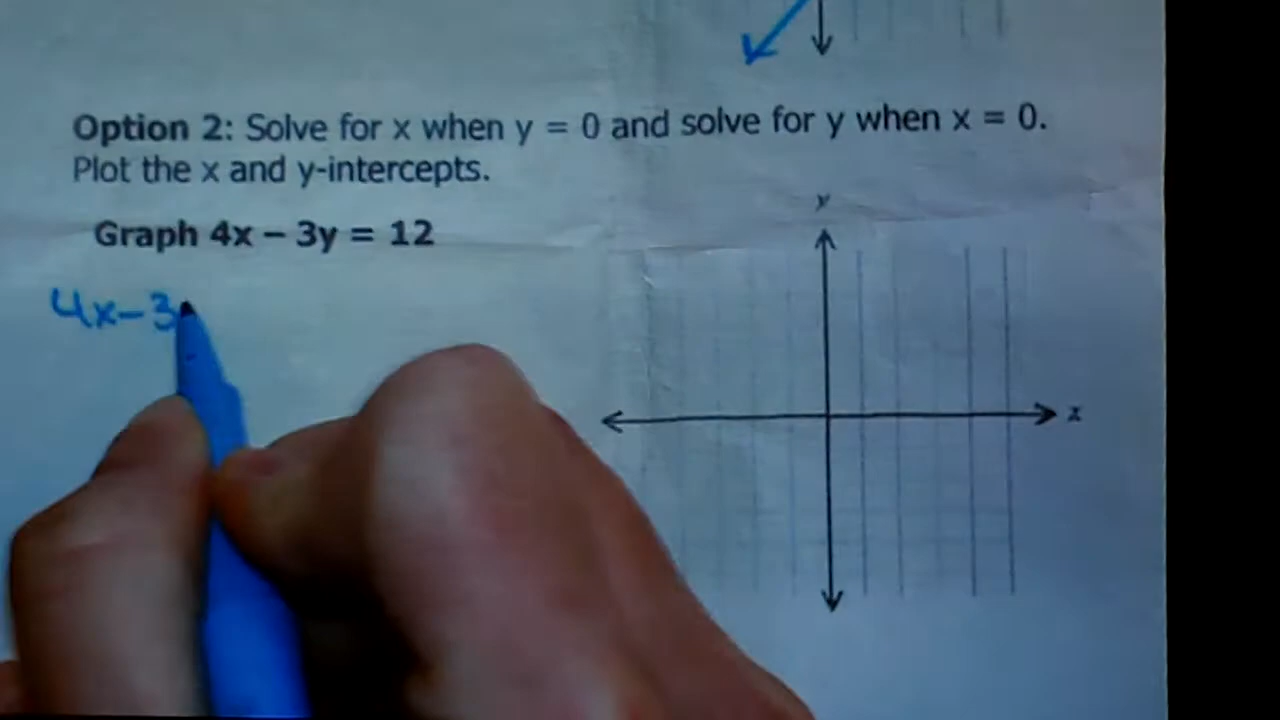 Option 2: Solve for x when y = 0 and solve for y when x = 0.
Plot the x and y-intercepts.
y
Graph 4x – 3y = 12
4x-3
x